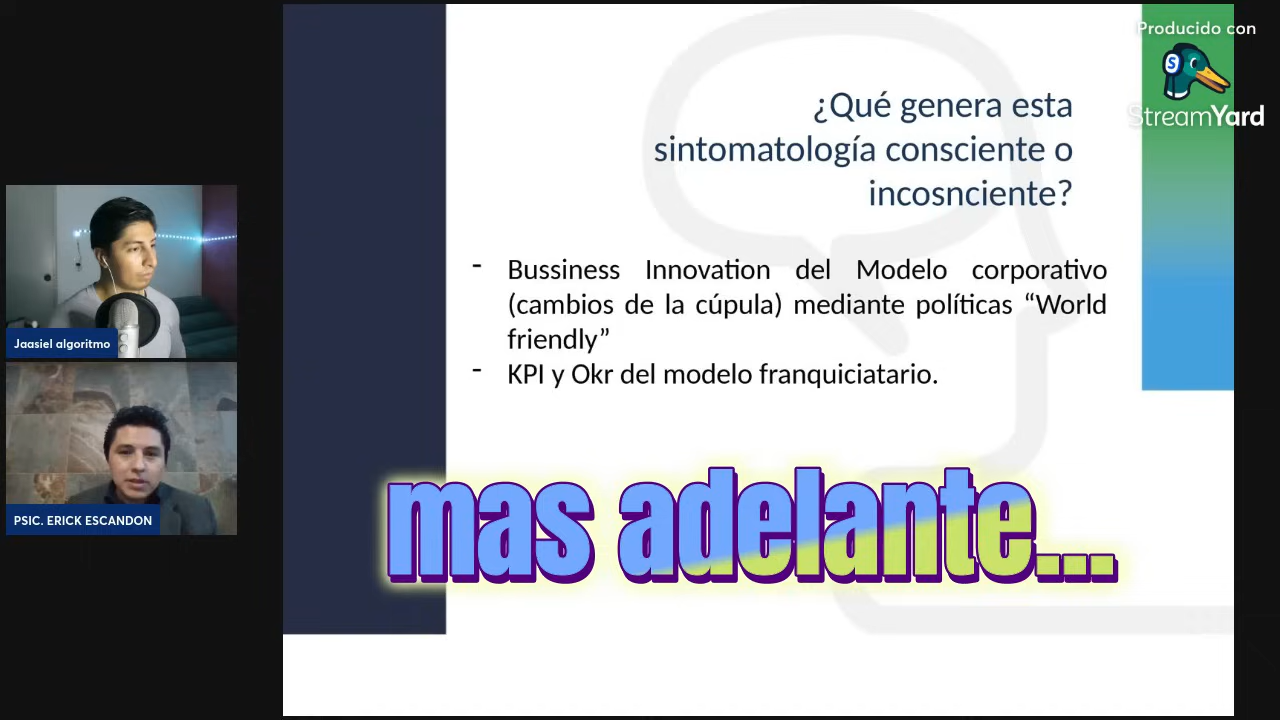 Producido con
StreamYard
¿Qué genera esta
sintomatología consciente o
incosnciente?
- Bussiness Innovation del Modelo corporativo
(cambios de la cúpula) mediante políticas “World
friendly”
- KPI y Okr del modelo franquiciatario.
Jaasiel algoritmo
PSIC. ERICK ESCANDON
mas adelante...